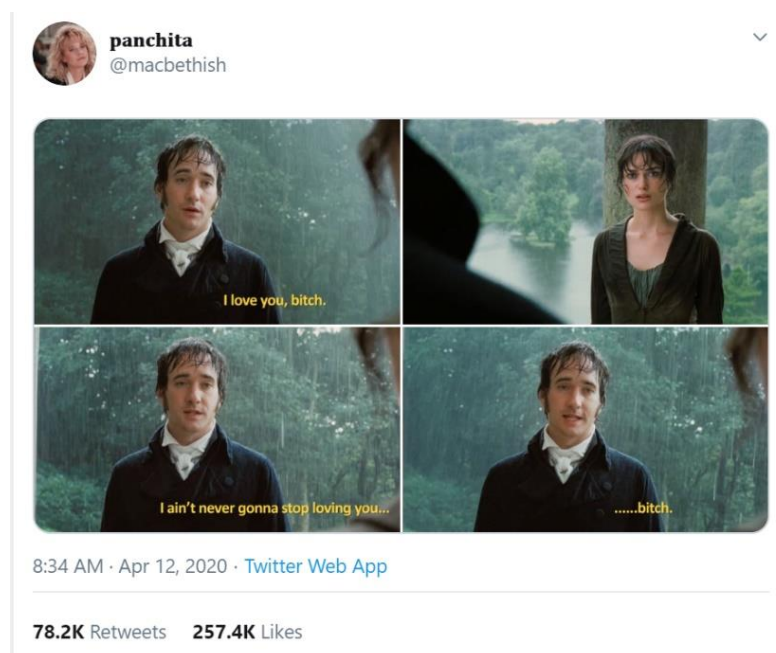 panchita
@macbethish
I love you, bitch.
I ain't never gonna stop loving you...
......bitch.
8:34 AM · Apr 12, 2020 · Twitter Web App
78.2K Retweets 257.4K Likes